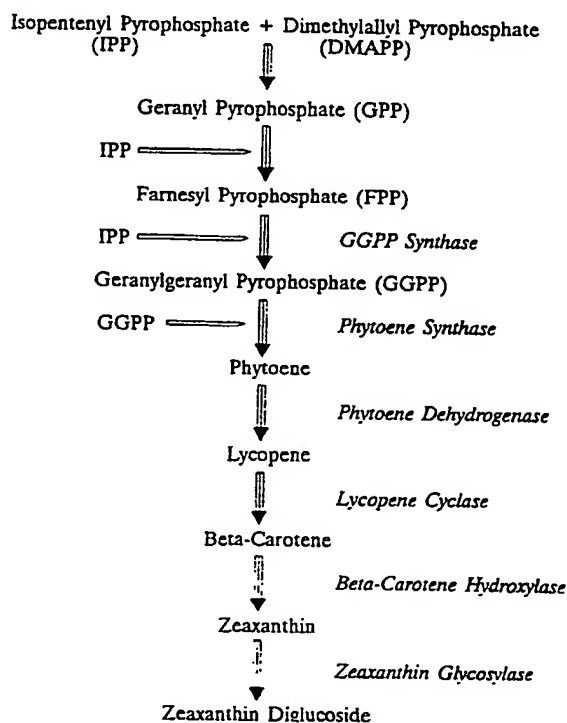 Isopentenyl Pyrophosphate + Dimethylallyl Pyrophosphate
(IPP) (DMAPP)
Geranyl Pyrophosphate (GPP)
IPP
Farnesyl Pyrophosphate (FPP)
IPP GGPP Synthase
Geranylgeranyl Pyrophosphate (GGPP)
GGPP Phytoene Synthase
Phytoene
Phytoene Dehydrogenase
Lycopene
Lycopene Cyclase
Beta-Carotene
Beta-Carotene Hydroxylase
Zeaxanthin
Zeaxanthin Glycosylase
Zeaxanthin Diglucoside